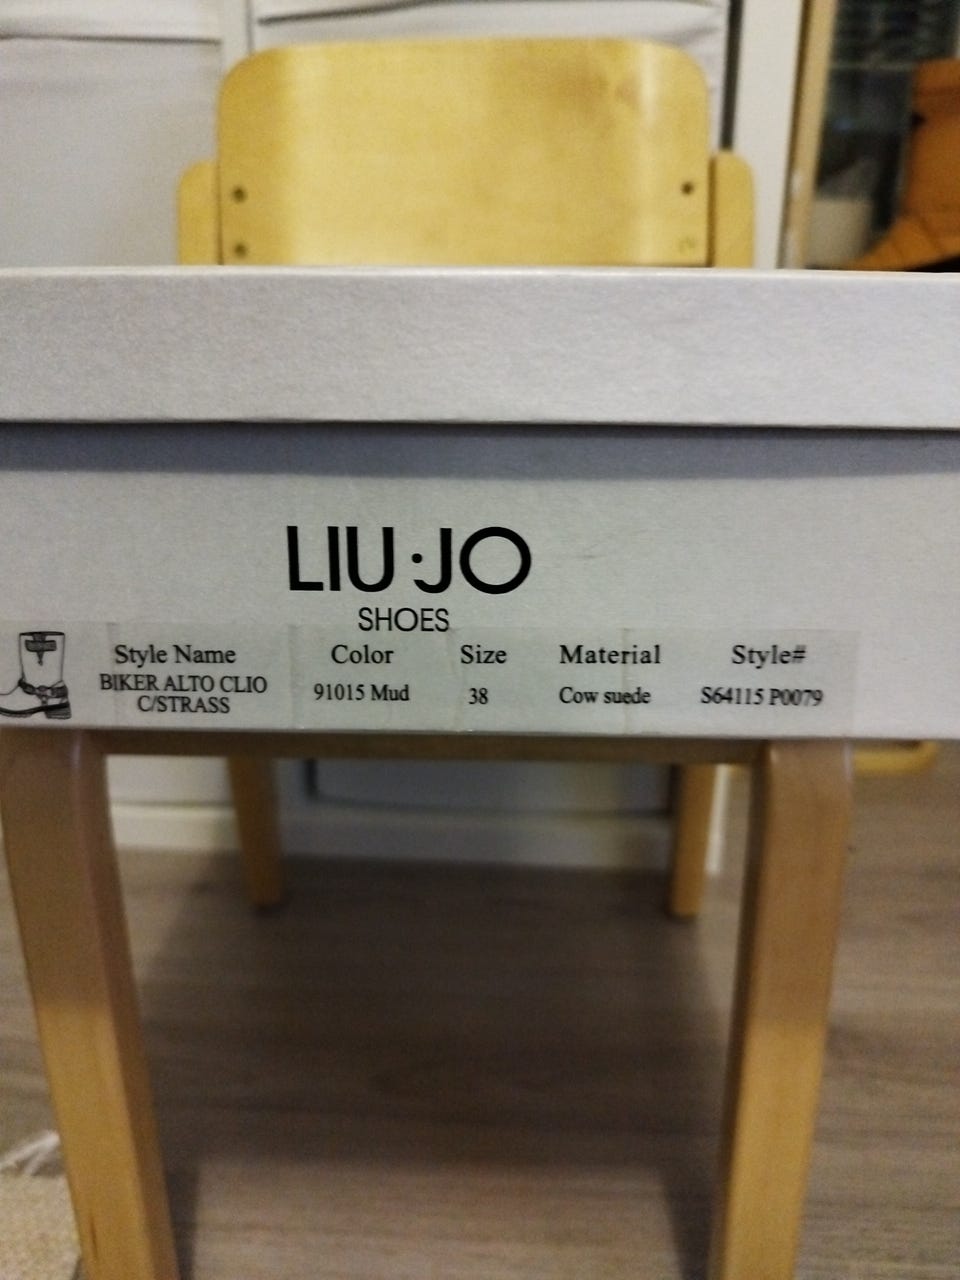 LIU·JO
SHOES
Style Name Color Size Material Style#
BIKER ALTO CLIO C/STRASS 91015 Mud 38 Cow suede S64115 P0079